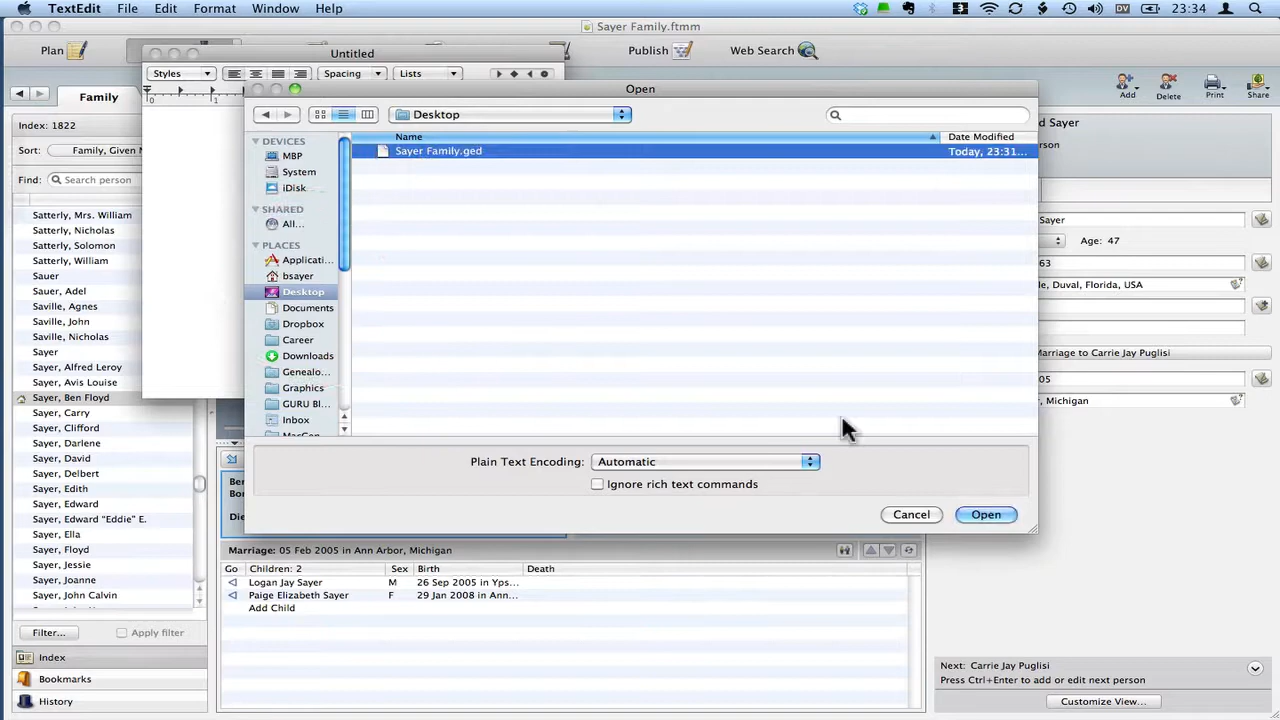 TextEdit File Edit Format Window Help 23:34
Sayer Family.ftmm
Plan Publish Web Search
Untitled
Styles Spacing Lists
0 1
Open
Family
Add Delete Print Share
Desktop
Index: 1822
Sort: Family, Given N
Find: Search person
Name Date Modified
Sayer Family.ged Today, 23:31...
DEVICES
MBP
System
iDisk
SHARED
All...
PLACES
Applicati...
bsayer
Desktop
Documents
Dropbox
Career
Downloads
Genealo...
Graphics
GURU Bl...
Inbox
Satterly, Mrs. William
Satterly, Nicholas
Satterly, Solomon
Satterly, William
Sauer
Sauer, Adel
Saville, Agnes
Saville, John
Saville, Nicholas
Sayer
Sayer, Alfred Leroy
Sayer, Avis Louise
Sayer, Ben Floyd
Sayer, Carry
Sayer, Clifford
Sayer, Darlene
Sayer, David
Sayer, Delbert
Sayer, Edith
Sayer, Edward
Sayer, Edward "Eddie" E.
Sayer, Ella
Sayer, Floyd
Sayer, Jessie
Sayer, Joanne
Sayer, John Calvin
Filter... Apply filter
Index
Bookmarks
History
Plain Text Encoding: Automatic
Ignore rich text commands
Cancel Open
d Sayer
erson
Sayer
Age: 47
63
le, Duval, Florida, USA
Marriage to Carrie Jay Puglisi
05
r, Michigan
Be
Bor
Die
Marriage: 05 Feb 2005 in Ann Arbor, Michigan
Go Children: 2 Sex Birth Death
Logan Jay Sayer M 26 Sep 2005 in Yps...
Paige Elizabeth Sayer F 29 Jan 2008 in Ann...
Add Child
Next: Carrie Jay Puglisi
Press Ctrl+Enter to add or edit next person
Customize View...